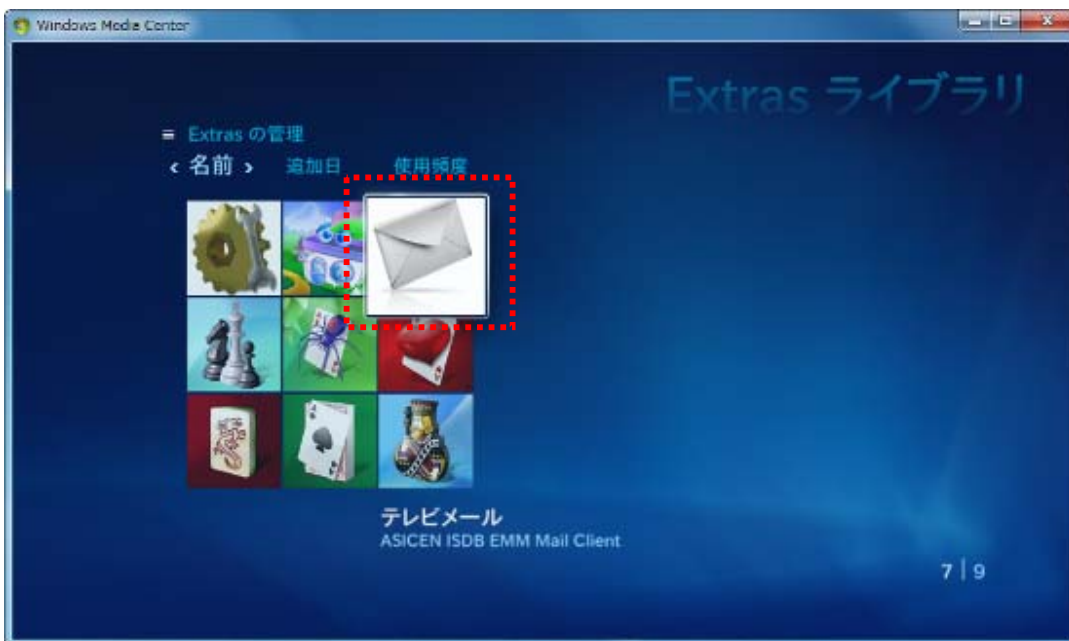 Windows Media Center
Extras ライブラリ
Extras の管理
名前 追加日 使用頻度
テレビメール
ASICEN ISDB EMM Mail Client
7 | 9